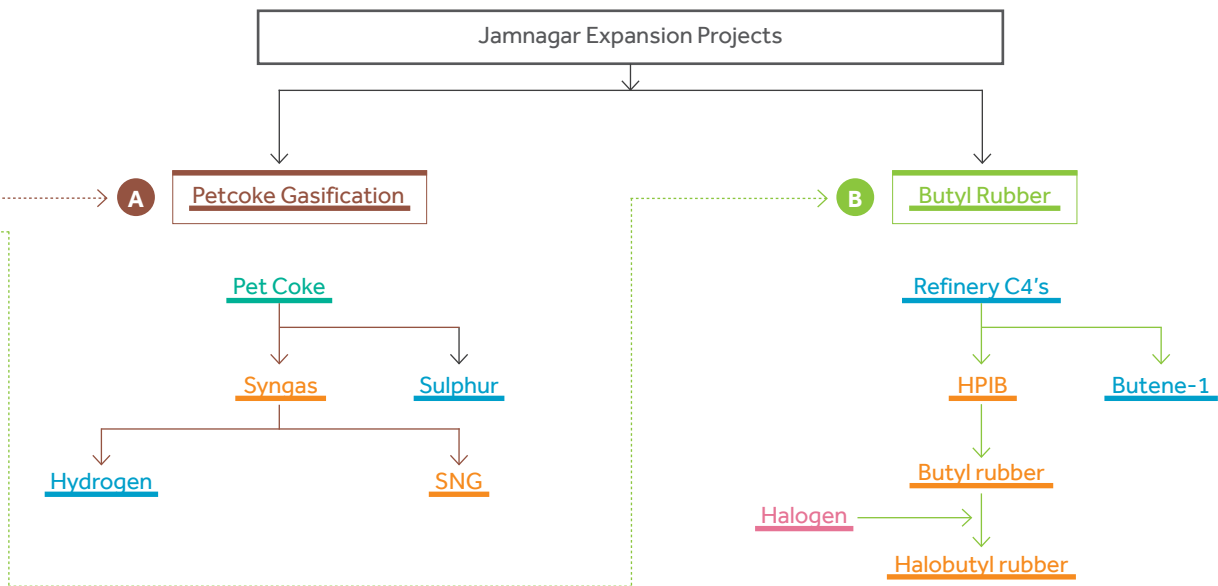 Jamnagar Expansion Projects
A
Petcoke Gasification
B
Butyl Rubber
Pet Coke
Refinery C4's
Syngas
Sulphur
HPIB
Butene-1
Hydrogen
SNG
Butyl rubber
Halogen
Halobutyl rubber